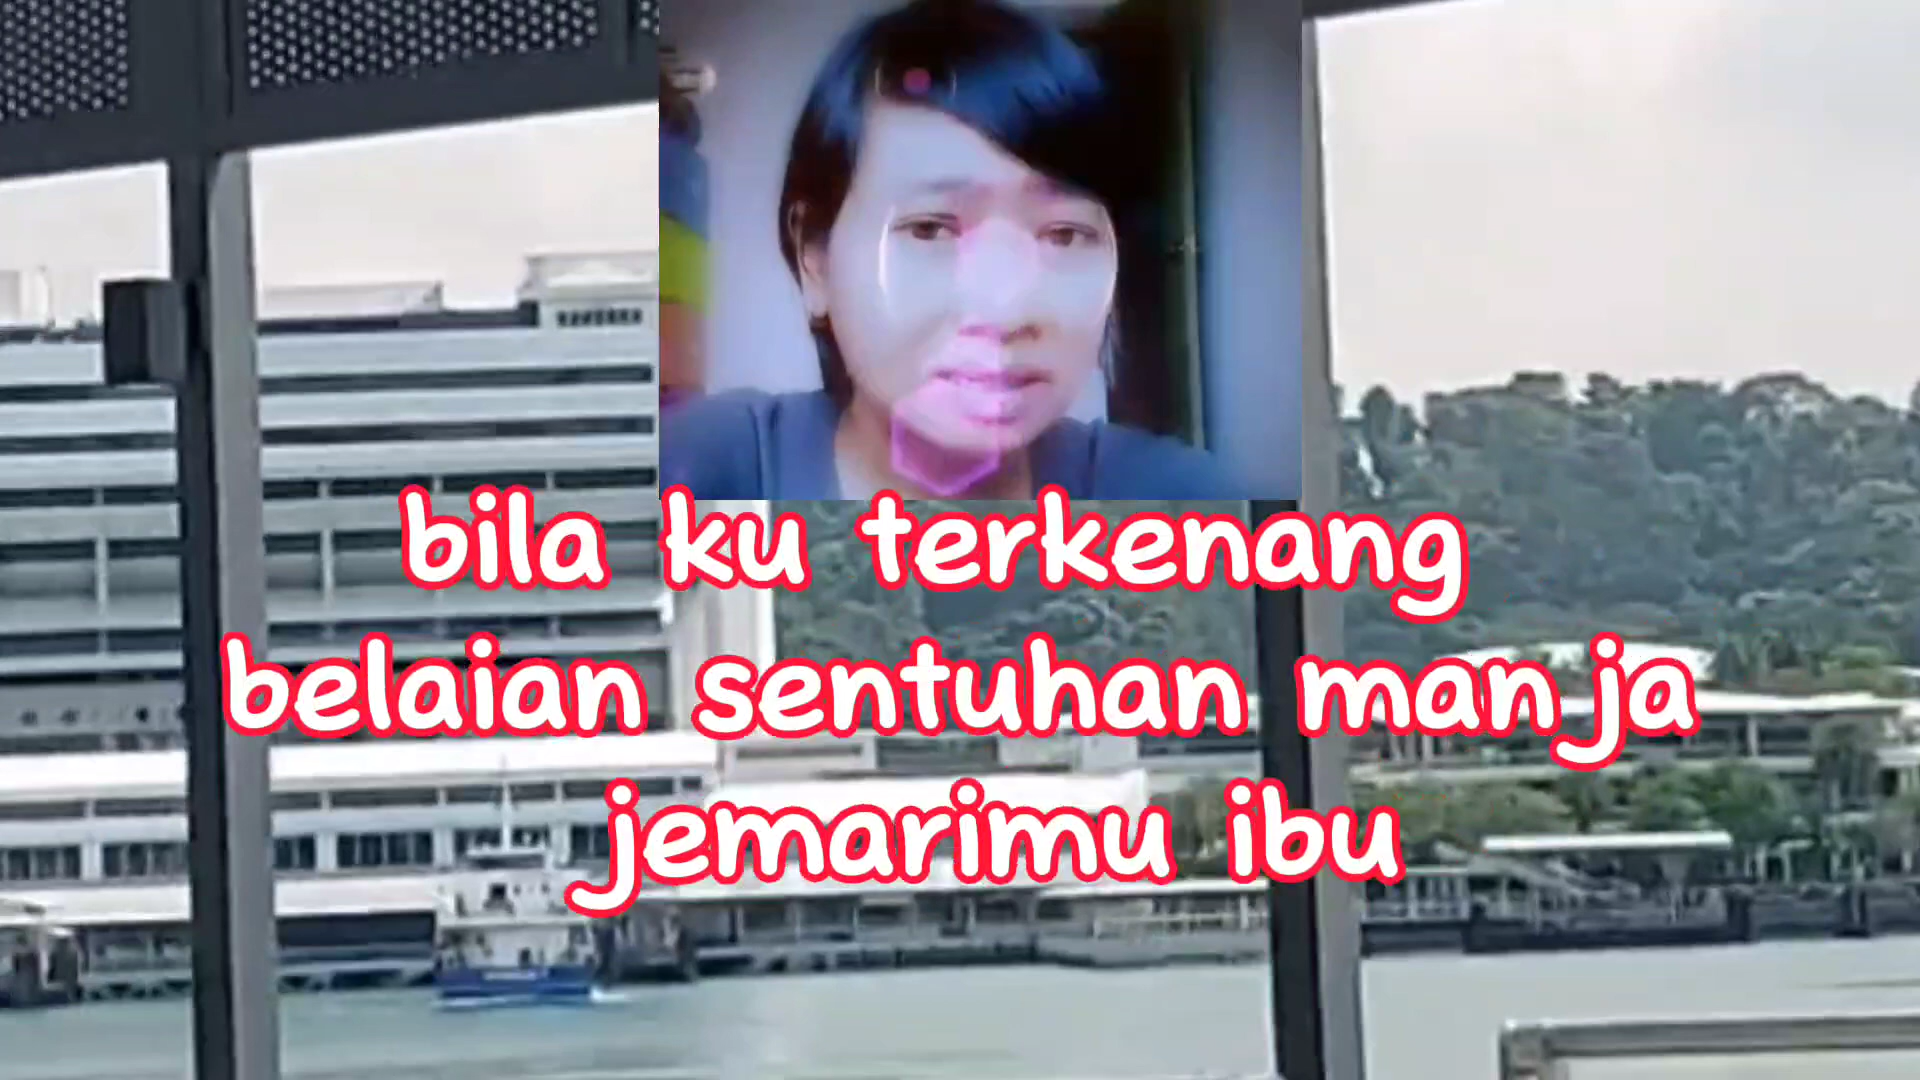 bila ku terkenang
belaian sentuhan manja
jemarimu ibu